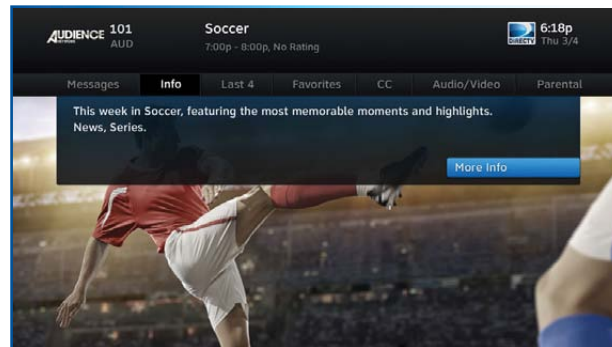 AUDIENCE NETWORK 101
AUD
Soccer
7:00p - 8:00p, No Rating
DIRECTV
6:18p
Thu 3/4
Messages Info Last 4 Favorites CC Audio/Video Parental
This week in Soccer, featuring the most memorable moments and highlights.
News, Series.
More Info